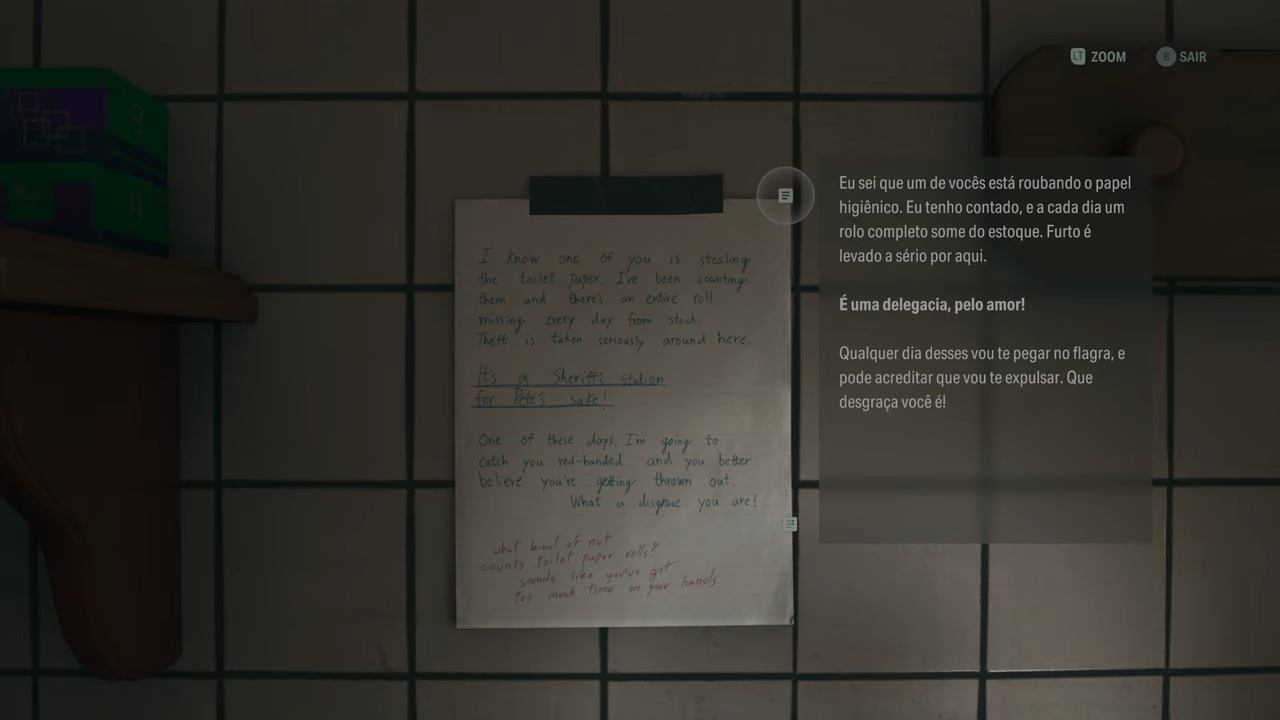 LT ZOOM
B SAIR
I know one of you is stealing
the toilet paper. I've been counting
them and there's an entire roll
missing every day from stock.
Theft is taken seriously around here.
It's a Sheriff's station
for Pete's sake!
One of these days, I'm going to
catch you red-handed and you better
believe you're getting thrown out.
What a disgrace you are!
what kind of nut
counts toilet paper rolls?
sounds like you've got
too much time on your hands.
Eu sei que um de vocês está roubando o papel
higiênico. Eu tenho contado, e a cada dia um
rolo completo some do estoque. Furto é
levado a sério por aqui.
É uma delegacia, pelo amor!
Qualquer dia desses vou te pegar no flagra, e
pode acreditar que vou te expulsar. Que
desgraça você é!